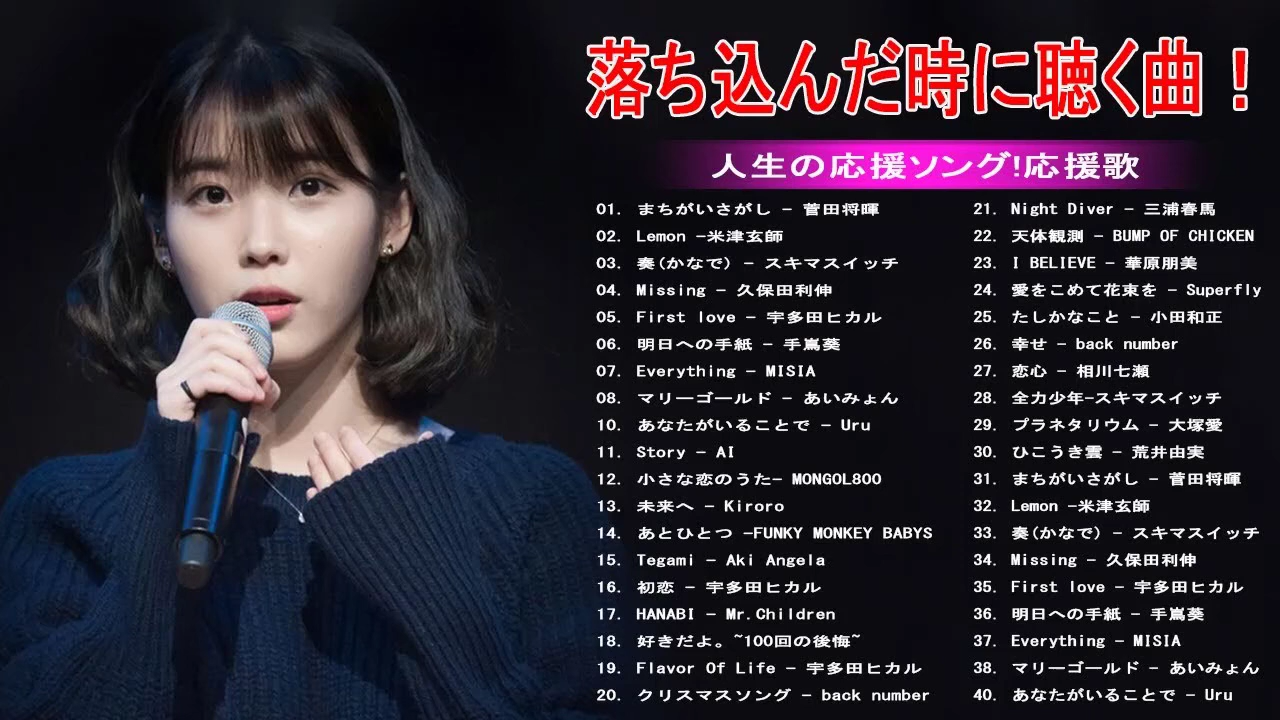 落ち込んだ時に聴く曲！
人生の応援ソング!応援歌
01. まちがいさがし - 菅田将暉
02. Lemon -米津玄師
03. 奏(かなで) - スキマスイッチ
04. Missing - 久保田利伸
05. First love - 宇多田ヒカル
06. 明日への手紙 - 手嶌葵
07. Everything - MISIA
08. マリーゴールド - あいみょん
10. あなたがいることで - Uru
11. Story - AI
12. 小さな恋のうた- MONGOL800
13. 未来へ - Kiroro
14. あとひとつ -FUNKY MONKEY BABYS
15. Tegami - Aki Angela
16. 初恋 - 宇多田ヒカル
17. HANABI - Mr.Children
18. 好きだよ。~100回の後悔~
19. Flavor Of Life - 宇多田ヒカル
20. クリスマスソング - back number
21. Night Diver - 三浦春馬
22. 天体観測 - BUMP OF CHICKEN
23. I BELIEVE - 華原朋美
24. 愛をこめて花束を - Superfly
25. たしかなこと - 小田和正
26. 幸せ - back number
27. 恋心 - 相川七瀬
28. 全力少年-スキマスイッチ
29. プラネタリウム - 大塚愛
30. ひこうき雲 - 荒井由実
31. まちがいさがし - 菅田将暉
32. Lemon -米津玄師
33. 奏(かなで) - スキマスイッチ
34. Missing - 久保田利伸
35. First love - 宇多田ヒカル
36. 明日への手紙 - 手嶌葵
37. Everything - MISIA
38. マリーゴールド - あいみょん
40. あなたがいることで - Uru